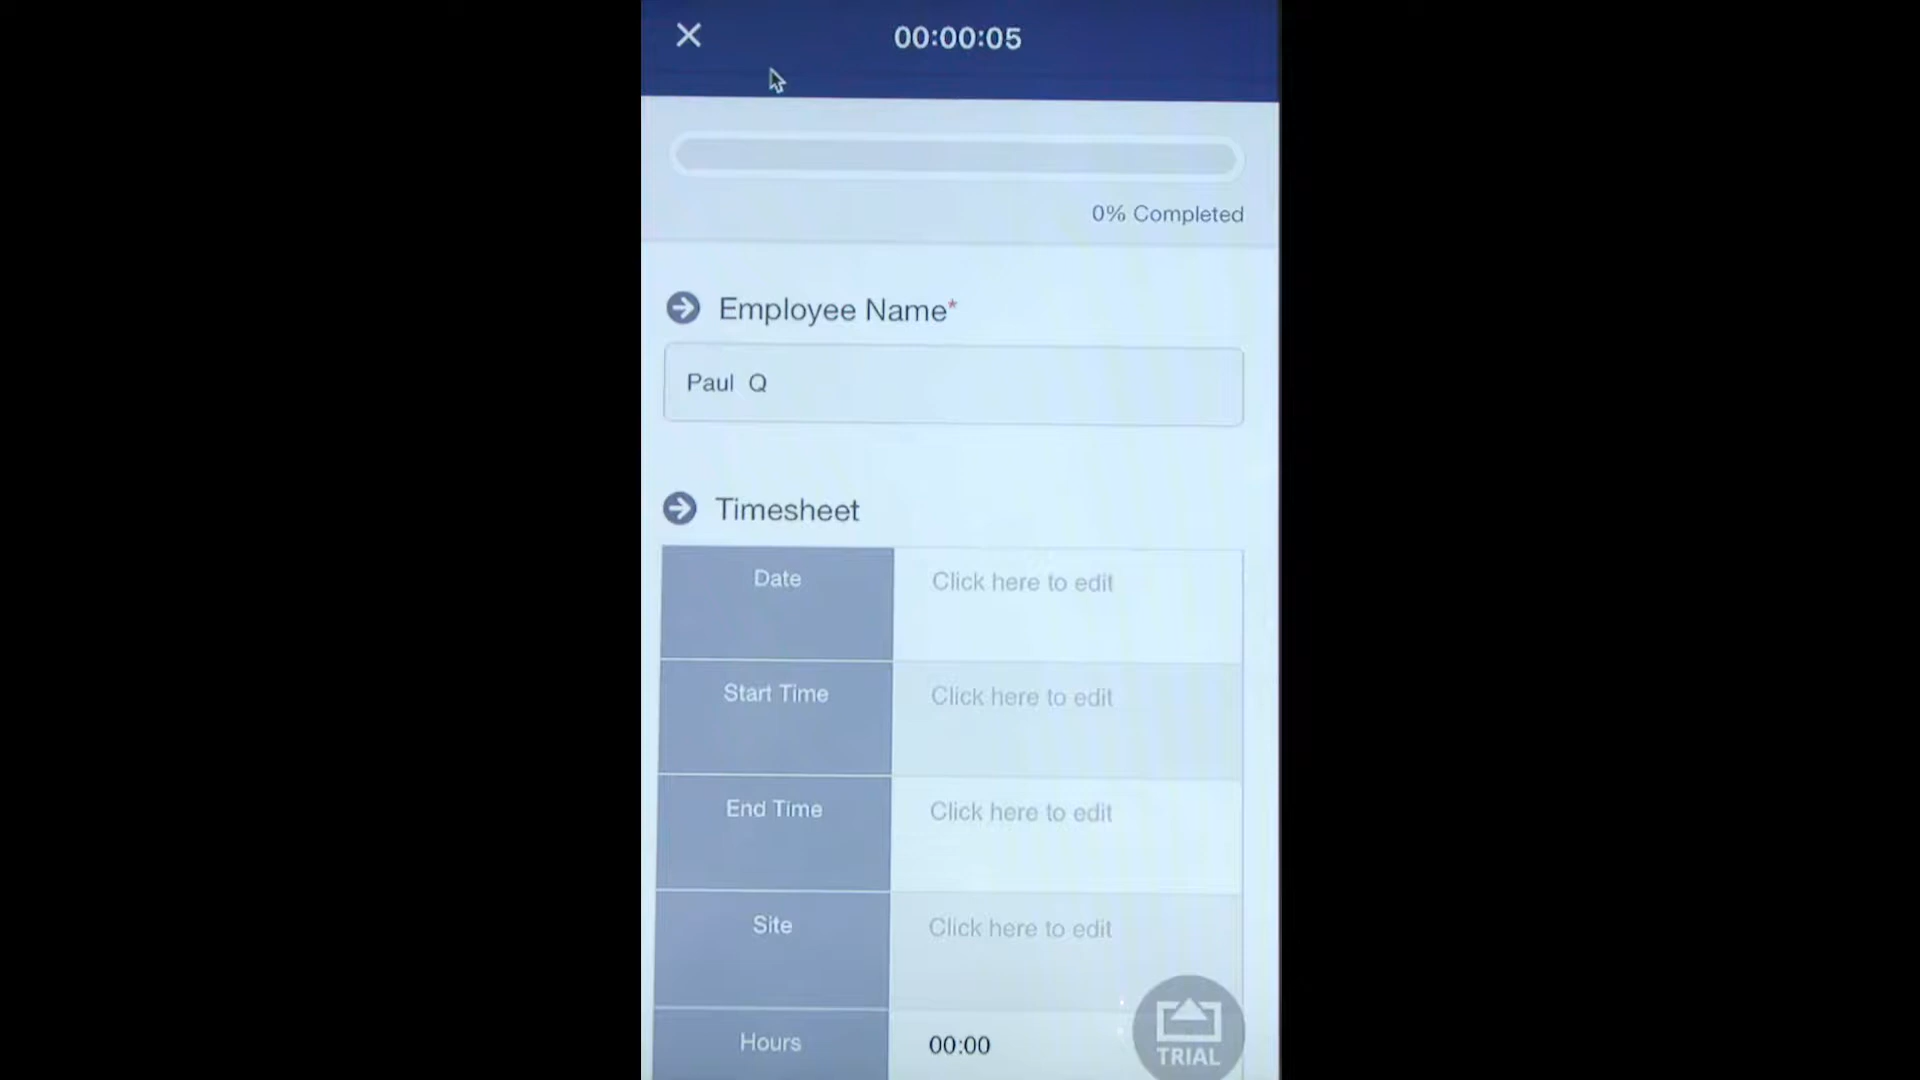 00:00:05
0% Completed
Employee Name*
Paul Q
Timesheet
Date Click here to edit
Start Time Click here to edit
End Time Click here to edit
Site Click here to edit
Hours 00:00
TRIAL